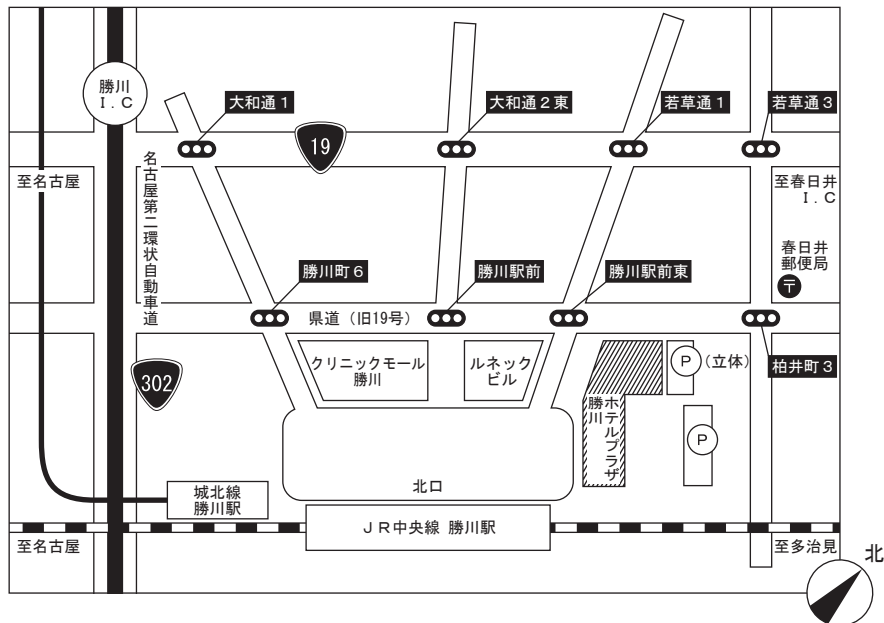 勝川
I.C
大和通1
大和通2東
若草通1
若草通3
19
至名古屋
名古屋第二環状自動車道
至春日井
I.C
春日井
郵便局
〒
勝川町6
勝川駅前
勝川駅前東
県道（旧19号）
柏井町3
302
クリニックモール
勝川
ルネック
ビル
P
(立体)
ホテルプラザ
勝川
P
北口
城北線
勝川駅
JR中央線 勝川駅
至名古屋
至多治見
北